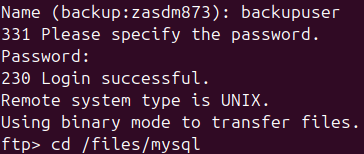 Name (backup:zasdm873): backupuser
331 Please specify the password.
Password:
230 Login successful.
Remote system type is UNIX.
Using binary mode to transfer files.
ftp> cd /files/mysql